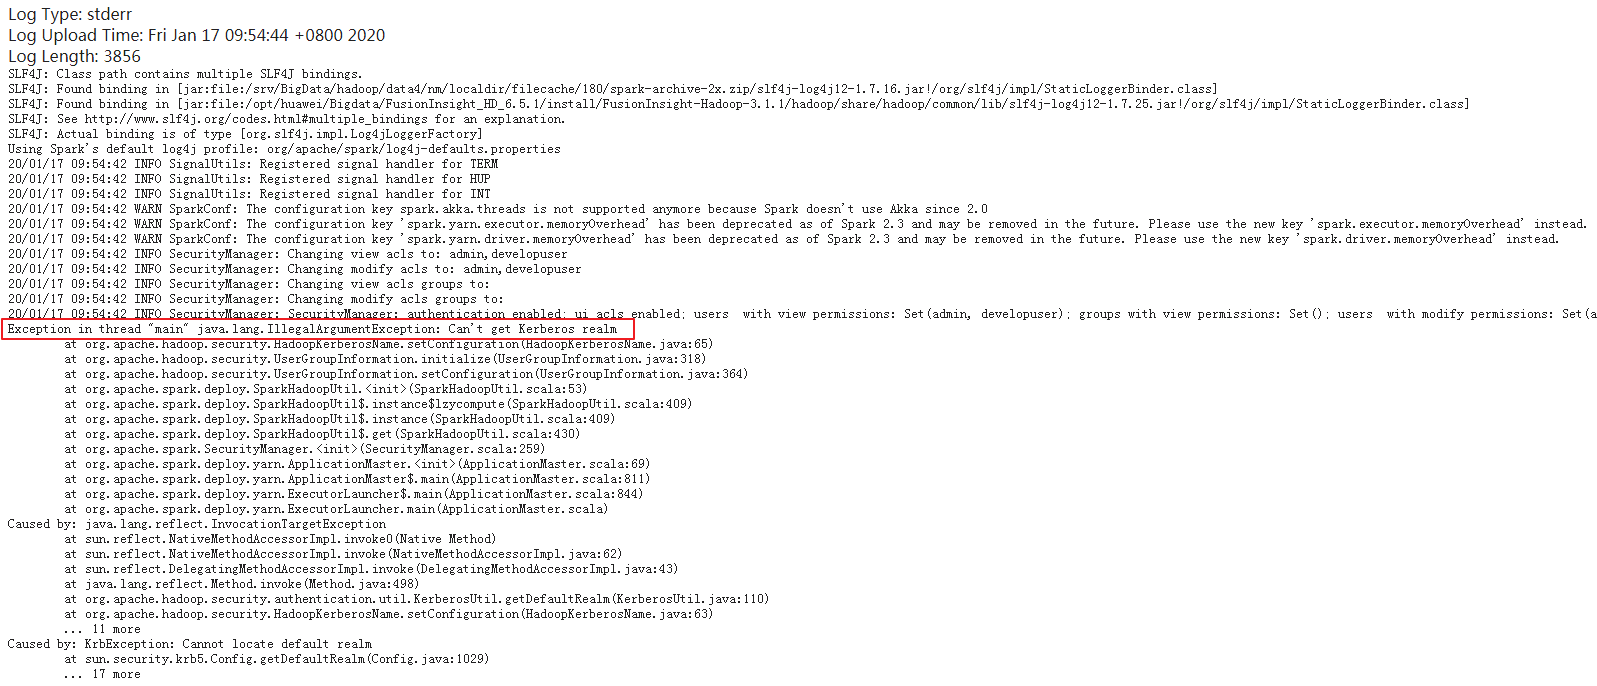 Log Type: stderr
Log Upload Time: Fri Jan 17 09:54:44 +0800 2020
Log Length: 3856
SLF4J: Class path contains multiple SLF4J bindings.
SLF4J: Found binding in [jar:file:/srv/BigData/hadoop/data4/nm/localdir/filecache/180/spark-archive-2x.zip/slf4j-log4j12-1.7.16.jar!/org/slf4j/impl/StaticLoggerBinder.class]
SLF4J: Found binding in [jar:file:/opt/huawei/Bigdata/FusionInsight_HD_6.5.1/install/FusionInsight-Hadoop-3.1.1/hadoop/share/hadoop/common/lib/slf4j-log4j12-1.7.25.jar!/org/slf4j/impl/StaticLoggerBinder.class]
SLF4J: See http://www.slf4j.org/codes.html#multiple_bindings for an explanation.
SLF4J: Actual binding is of type [org.slf4j.impl.Log4jLoggerFactory]
Using Spark's default log4j profile: org/apache/spark/log4j-defaults.properties
20/01/17 09:54:42 INFO SignalUtils: Registered signal handler for TERM
20/01/17 09:54:42 INFO SignalUtils: Registered signal handler for HUP
20/01/17 09:54:42 INFO SignalUtils: Registered signal handler for INT
20/01/17 09:54:42 WARN SparkConf: The configuration key spark.akka.threads is not supported anymore because Spark doesn't use Akka since 2.0
20/01/17 09:54:42 WARN SparkConf: The configuration key 'spark.yarn.executor.memoryOverhead' has been deprecated as of Spark 2.3 and may be removed in the future. Please use the new key 'spark.executor.memoryOverhead' instead.
20/01/17 09:54:42 WARN SparkConf: The configuration key 'spark.yarn.driver.memoryOverhead' has been deprecated as of Spark 2.3 and may be removed in the future. Please use the new key 'spark.driver.memoryOverhead' instead.
20/01/17 09:54:42 INFO SecurityManager: Changing view acls to: admin,developuser
20/01/17 09:54:42 INFO SecurityManager: Changing modify acls to: admin,developuser
20/01/17 09:54:42 INFO SecurityManager: Changing view acls groups to:
20/01/17 09:54:42 INFO SecurityManager: Changing modify acls groups to:
20/01/17 09:54:42 INFO SecurityManager: SecurityManager: authentication enabled; ui acls enabled; users  with view permissions: Set(admin, developuser); groups with view permissions: Set(); users  with modify permissions: Set(a
Exception in thread "main" java.lang.IllegalArgumentException: Can't get Kerberos realm
at org.apache.hadoop.security.HadoopKerberosName.setConfiguration(HadoopKerberosName.java:65)
at org.apache.hadoop.security.UserGroupInformation.initialize(UserGroupInformation.java:318)
at org.apache.hadoop.security.UserGroupInformation.setConfiguration(UserGroupInformation.java:364)
at org.apache.spark.deploy.SparkHadoopUtil.<init>(SparkHadoopUtil.scala:53)
at org.apache.spark.deploy.SparkHadoopUtil$.instance$lzycompute(SparkHadoopUtil.scala:409)
at org.apache.spark.deploy.SparkHadoopUtil$.instance(SparkHadoopUtil.scala:409)
at org.apache.spark.deploy.SparkHadoopUtil$.get(SparkHadoopUtil.scala:430)
at org.apache.spark.SecurityManager.<init>(SecurityManager.scala:259)
at org.apache.spark.deploy.yarn.ApplicationMaster.<init>(ApplicationMaster.scala:69)
at org.apache.spark.deploy.yarn.ApplicationMaster$.main(ApplicationMaster.scala:811)
at org.apache.spark.deploy.yarn.ExecutorLauncher$.main(ApplicationMaster.scala:844)
at org.apache.spark.deploy.yarn.ExecutorLauncher.main(ApplicationMaster.scala)
Caused by: java.lang.reflect.InvocationTargetException
at sun.reflect.NativeMethodAccessorImpl.invoke0(Native Method)
at sun.reflect.NativeMethodAccessorImpl.invoke(NativeMethodAccessorImpl.java:62)
at sun.reflect.DelegatingMethodAccessorImpl.invoke(DelegatingMethodAccessorImpl.java:43)
at java.lang.reflect.Method.invoke(Method.java:498)
at org.apache.hadoop.security.authentication.util.KerberosUtil.getDefaultRealm(KerberosUtil.java:110)
at org.apache.hadoop.security.HadoopKerberosName.setConfiguration(HadoopKerberosName.java:63)
... 11 more
Caused by: KrbException: Cannot locate default realm
at sun.security.krb5.Config.getDefaultRealm(Config.java:1029)
... 17 more